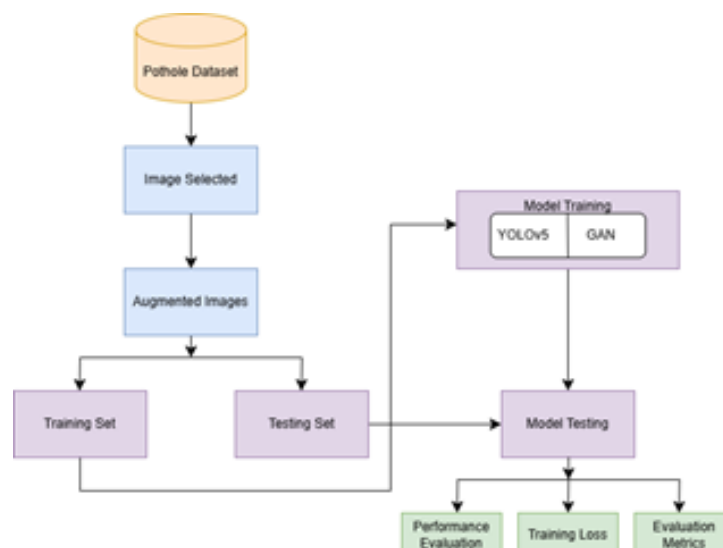 Pothole Dataset
Image Selected
Model Training
YOLOv5
GAN
Augmented Images
Training Set
Testing Set
Model Testing
Performance
Evaluation
Training Loss
Evaluation
Metrics